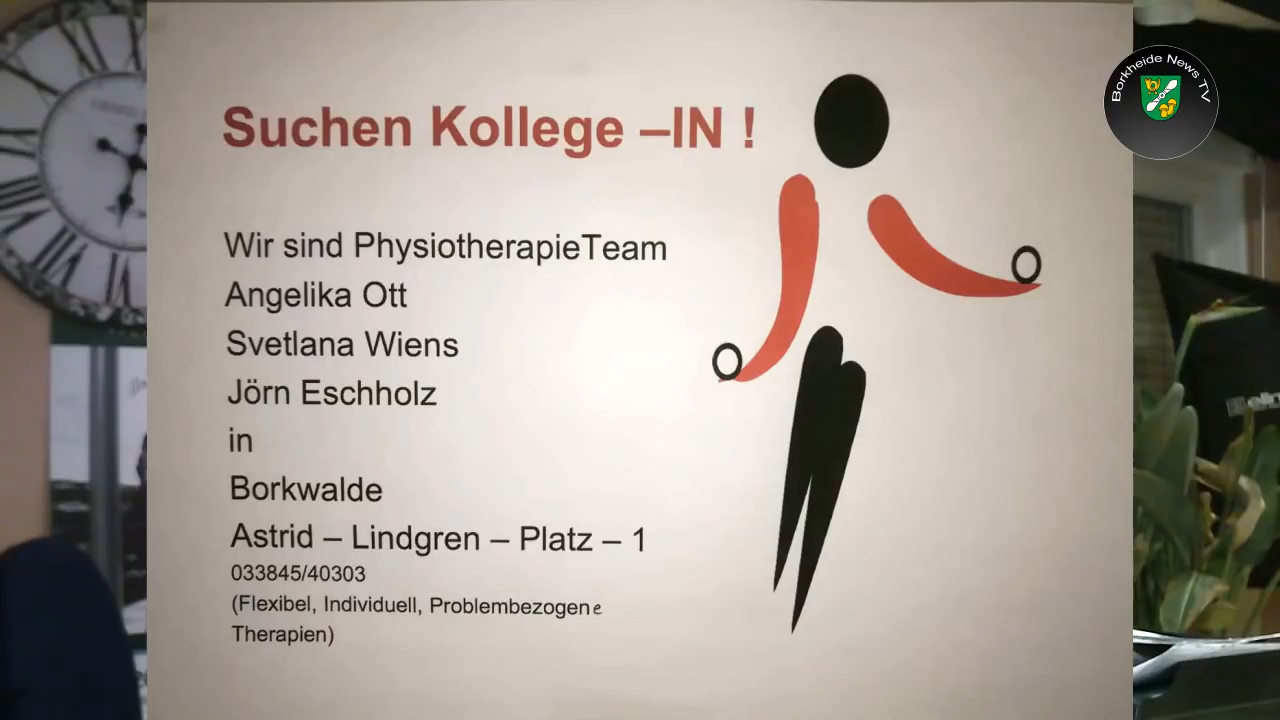 Suchen Kollege –IN !
Wir sind PhysiotherapieTeam
Angelika Ott
Svetlana Wiens
Jörn Eschholz
in
Borkwalde
Astrid – Lindgren – Platz – 1
033845/40303
(Flexibel, Individuell, Problembezogene
Therapien)
Borkheide News TV